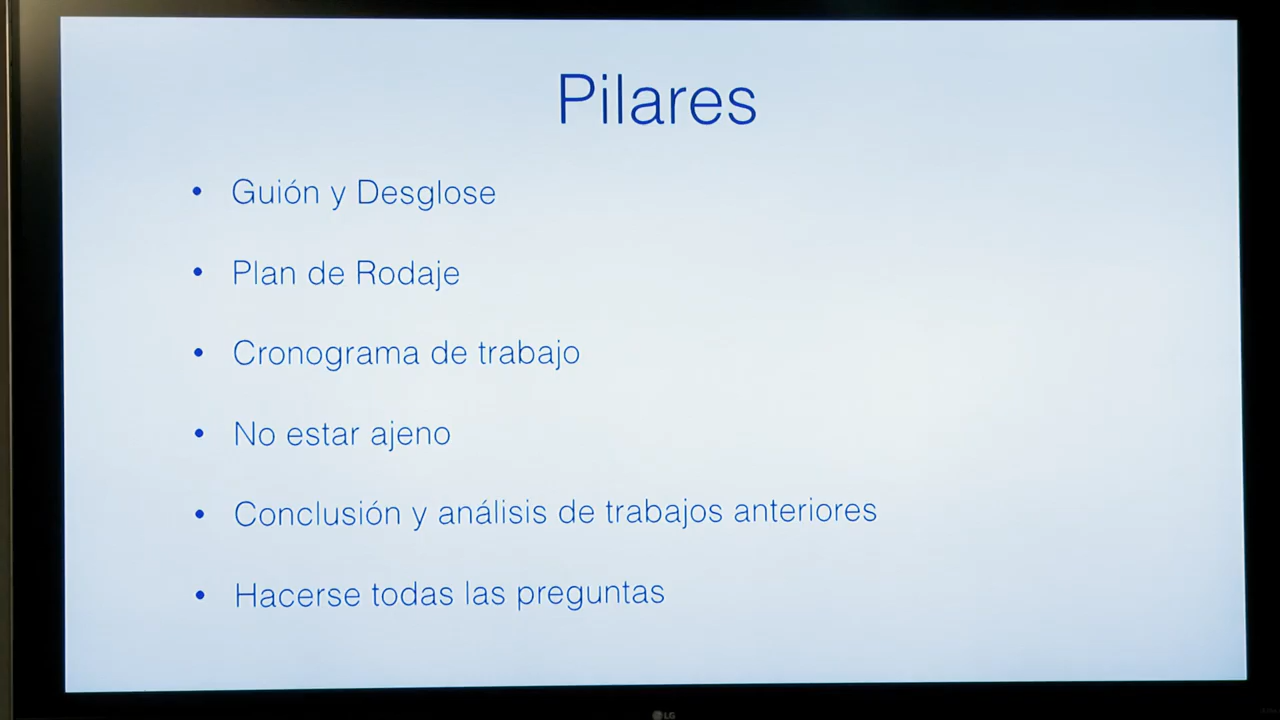 Pilares
• Guión y Desglose
• Plan de Rodaje
• Cronograma de trabajo
• No estar ajeno
• Conclusión y análisis de trabajos anteriores
• Hacerse todas las preguntas
LG